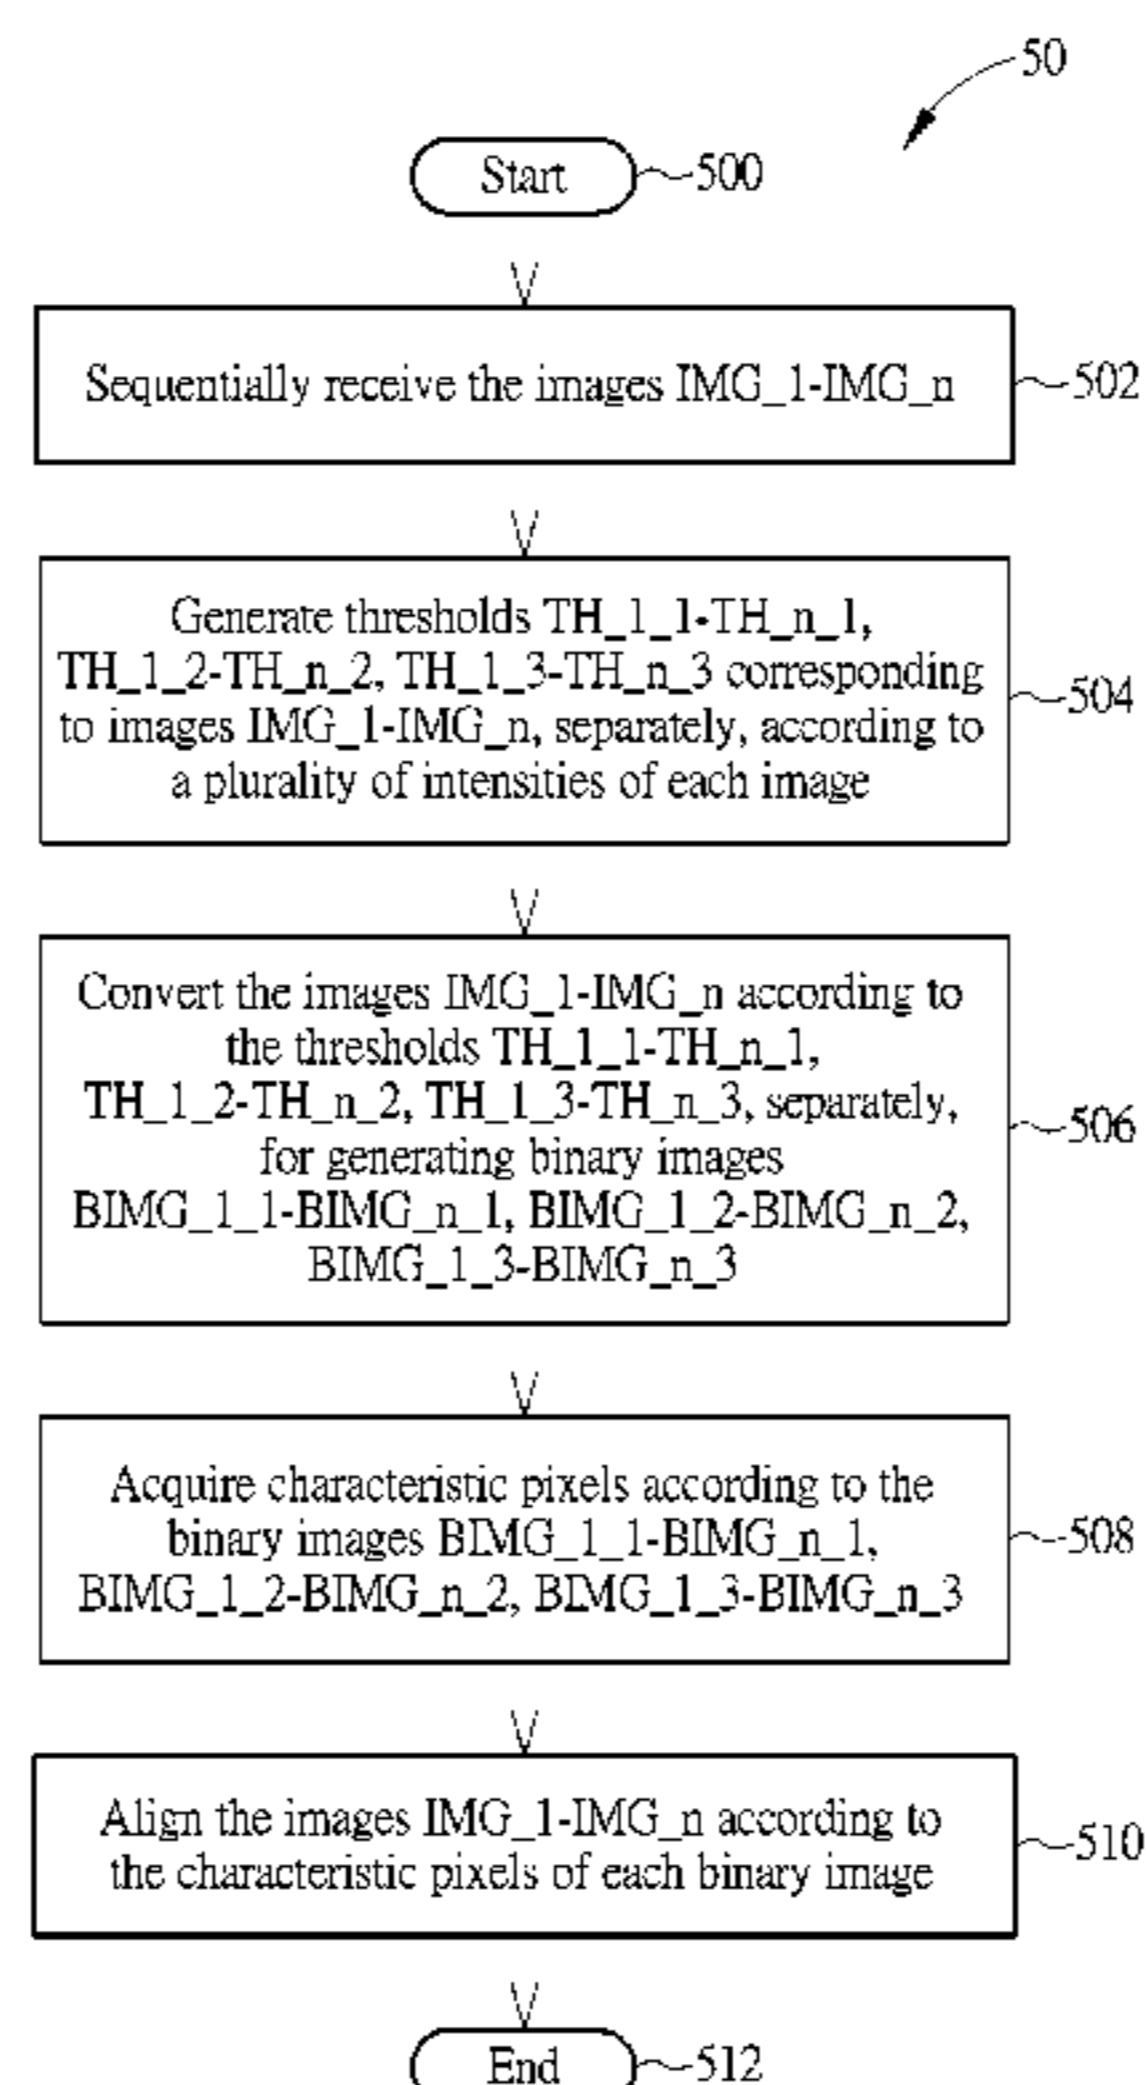 50
Start
500
Sequentially receive the images IMG_1-IMG_n
502
Generate thresholds TH_1_1-TH_n_1,
TH_1_2-TH_n_2, TH_1_3-TH_n_3 corresponding
to images IMG_1-IMG_n, separately, according to
a plurality of intensities of each image
504
Convert the images IMG_1-IMG_n according to
the thresholds TH_1_1-TH_n_1,
TH_1_2-TH_n_2, TH_1_3-TH_n_3, separately,
for generating binary images
BIMG_1_1-BIMG_n_1, BIMG_1_2-BIMG_n_2,
BIMG_1_3-BIMG_n_3
506
Acquire characteristic pixels according to the
binary images BIMG_1_1-BIMG_n_1,
BIMG_1_2-BIMG_n_2, BIMG_1_3-BIMG_n_3
508
Align the images IMG_1-IMG_n according to
the characteristic pixels of each binary image
510
End
512